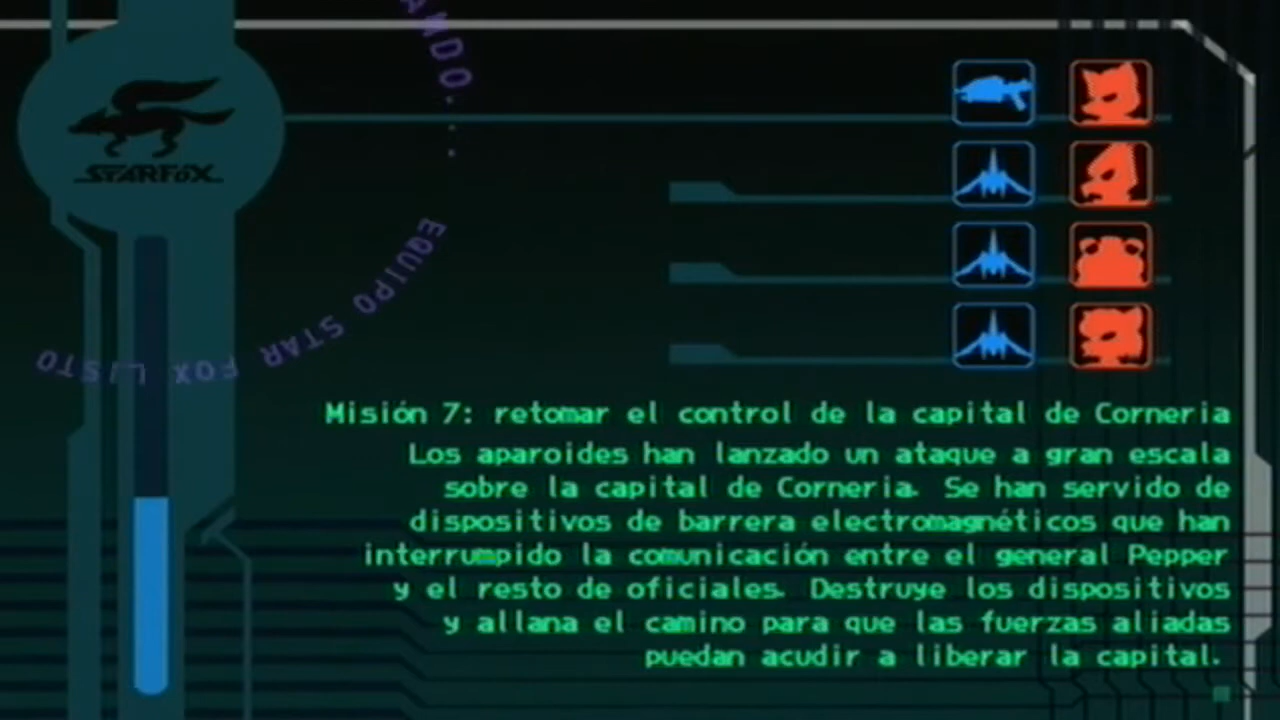 STARFOX
ANDO...
EQUIPO STAR FOX LISTO
Misión 7: retomar el control de la capital de Corneria
Los aparoides han lanzado un ataque a gran escala
sobre la capital de Corneria. Se han servido de
dispositivos de barrera electromagnéticos que han
interrumpido la comunicación entre el general Pepper
y el resto de oficiales. Destruye los dispositivos
y allana el camino para que las fuerzas aliadas
puedan acudir a liberar la capital.